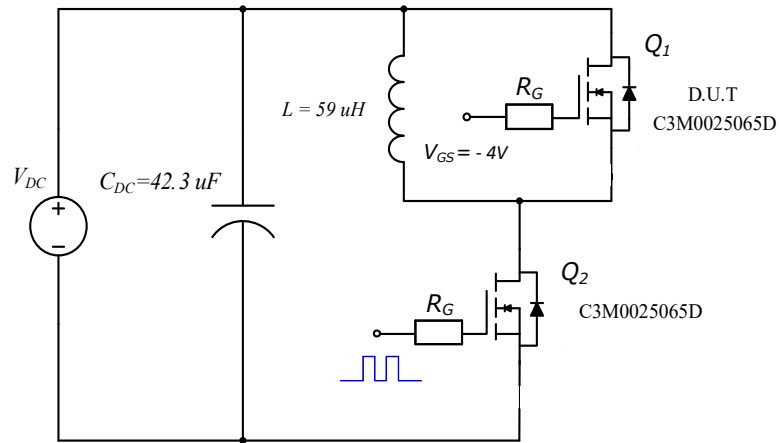 Q1
RG
D.U.T
C3M0025065D
L = 59 uH
VGS = - 4V
VDC
CDC=42.3 uF
Q2
RG
C3M0025065D